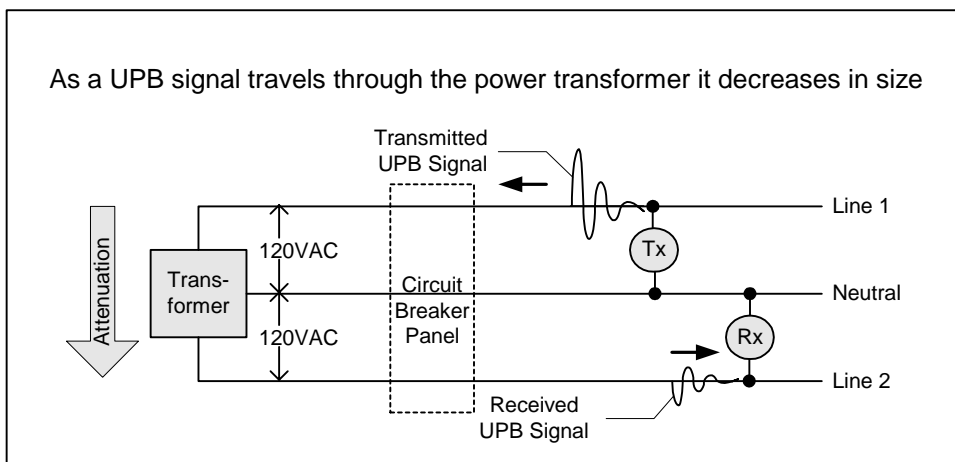 As a UPB signal travels through the power transformer it decreases in size
Transmitted
UPB Signal
Line 1
120VAC
Tx
Attenuation
Trans-
former
Circuit
Breaker
Panel
Neutral
120VAC
Rx
Line 2
Received
UPB Signal